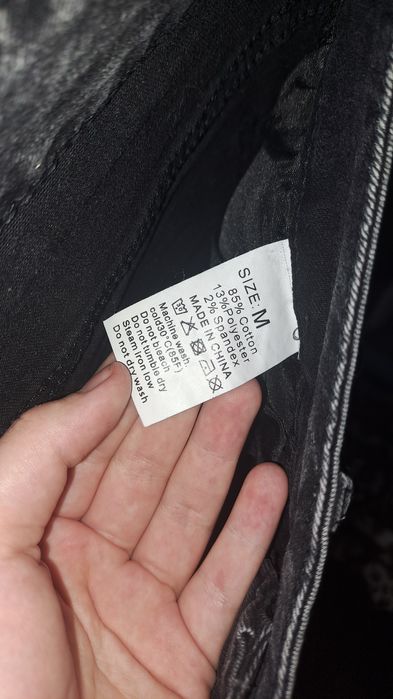 SIZE: M
85% Cotton
13%Polyester
2% Spandex
MADE IN CHINA
30
Machine wash,
cold30°C(85F)
Do not bleach
Do not tumble dry
Steam iron low
Do not dry wash